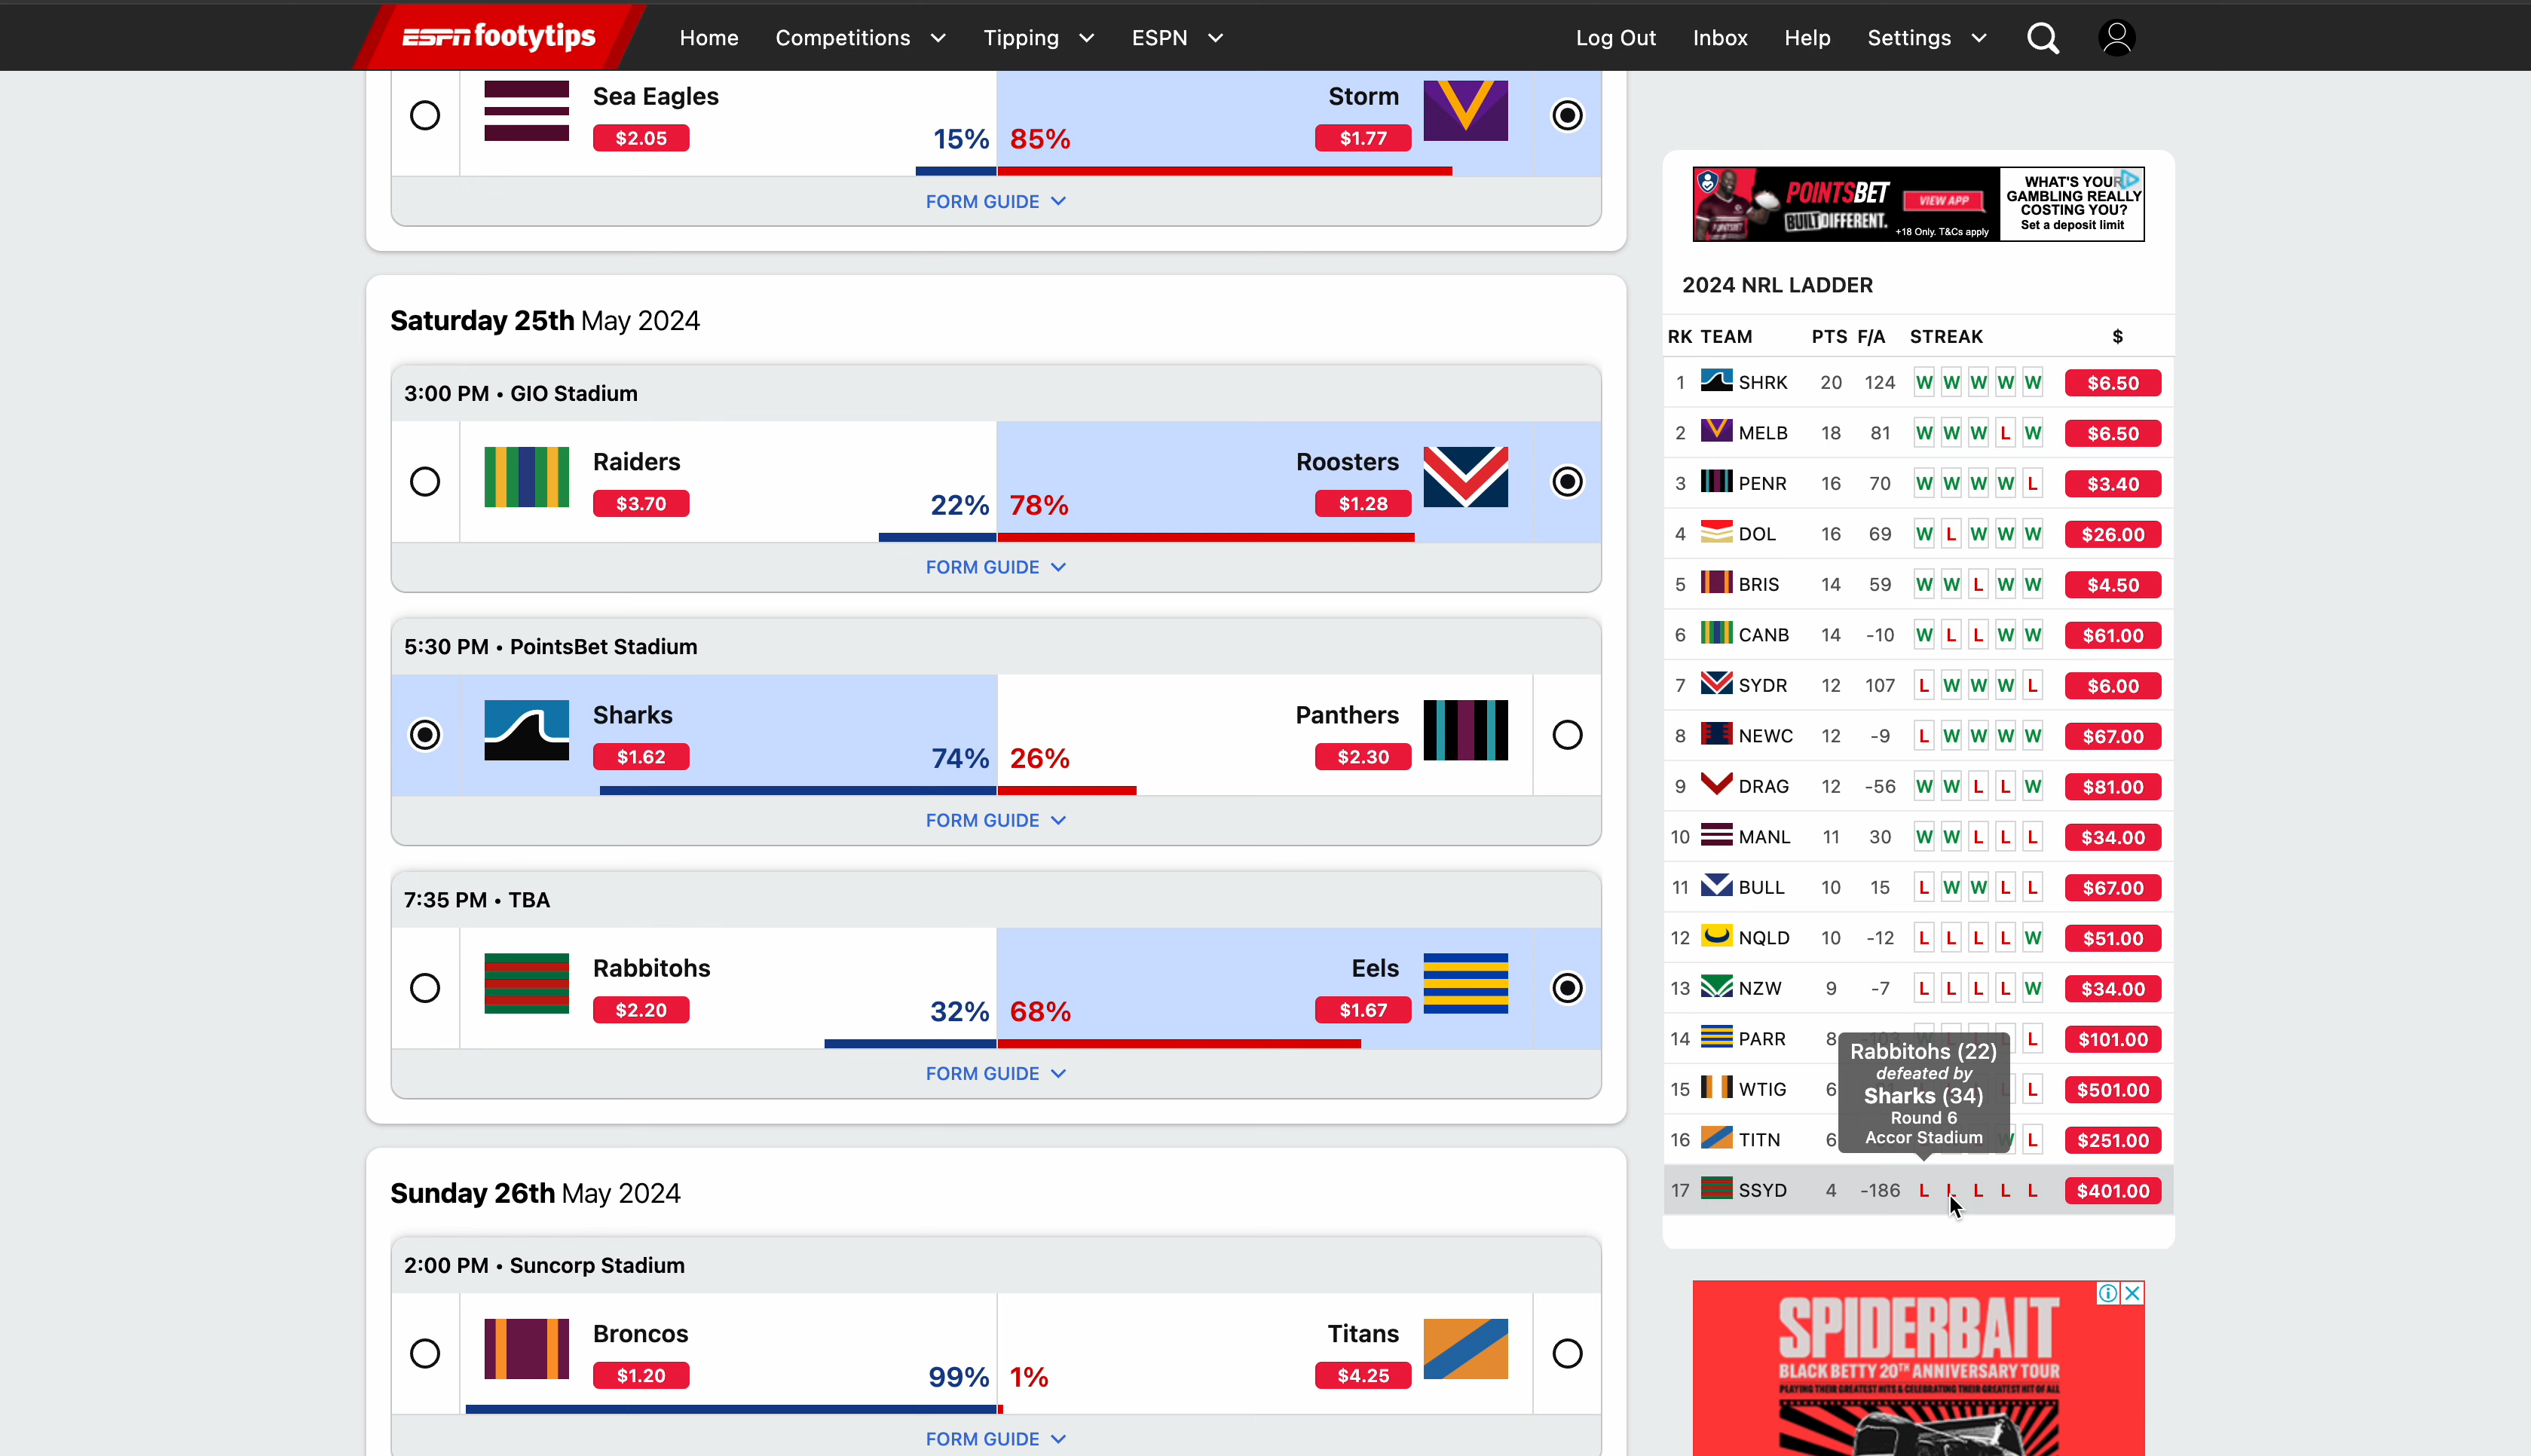 ESPN footytips
Home Competitions Tipping ESPN Log Out Inbox Help Settings
Sea Eagles
$2.05
15% 85%
Storm
$1.77
FORM GUIDE
Saturday 25th May 2024
3:00 PM • GIO Stadium
Raiders
$3.70
22% 78%
Roosters
$1.28
FORM GUIDE
5:30 PM • PointsBet Stadium
Sharks
$1.62
74% 26%
Panthers
$2.30
FORM GUIDE
7:35 PM • TBA
Rabbitohs
$2.20
32% 68%
Eels
$1.67
FORM GUIDE
Sunday 26th May 2024
2:00 PM • Suncorp Stadium
Broncos
$1.20
99% 1%
Titans
$4.25
FORM GUIDE
POINTSBET
BUILT DIFFERENT.
VIEW APP
+18 Only. T&Cs apply
WHAT'S YOUR
GAMBLING REALLY
COSTING YOU?
Set a deposit limit
2024 NRL LADDER
RK TEAM PTS F/A STREAK $
1 SHRK 20 124 W W W W W $6.50
2 MELB 18 81 W W W L W $6.50
3 PENR 16 70 W W W W L $3.40
4 DOL 16 69 W L W W W $26.00
5 BRIS 14 59 W W L W W $4.50
6 CANB 14 -10 W L L W W $61.00
7 SYDR 12 107 L W W W L $6.00
8 NEWC 12 -9 L W W W W $67.00
9 DRAG 12 -56 W W L L W $81.00
10 MANL 11 30 W W L L L $34.00
11 BULL 10 15 L W W L L $67.00
12 NQLD 10 -12 L L L L W $51.00
13 NZW 9 -7 L L L L W $34.00
14 PARR 8 L $101.00
15 WTIG 6 L $501.00
16 TITN 6 W L $251.00
17 SSYD 4 -186 L L L L L $401.00
Rabbitohs (22)
defeated by
Sharks (34)
Round 6
Accor Stadium
SPIDERBAIT
BLACK BETTY 20TH ANNIVERSARY TOUR
PLAYING THEIR GREATEST HITS & CELEBRATING THEIR GREATEST HIT OF ALL